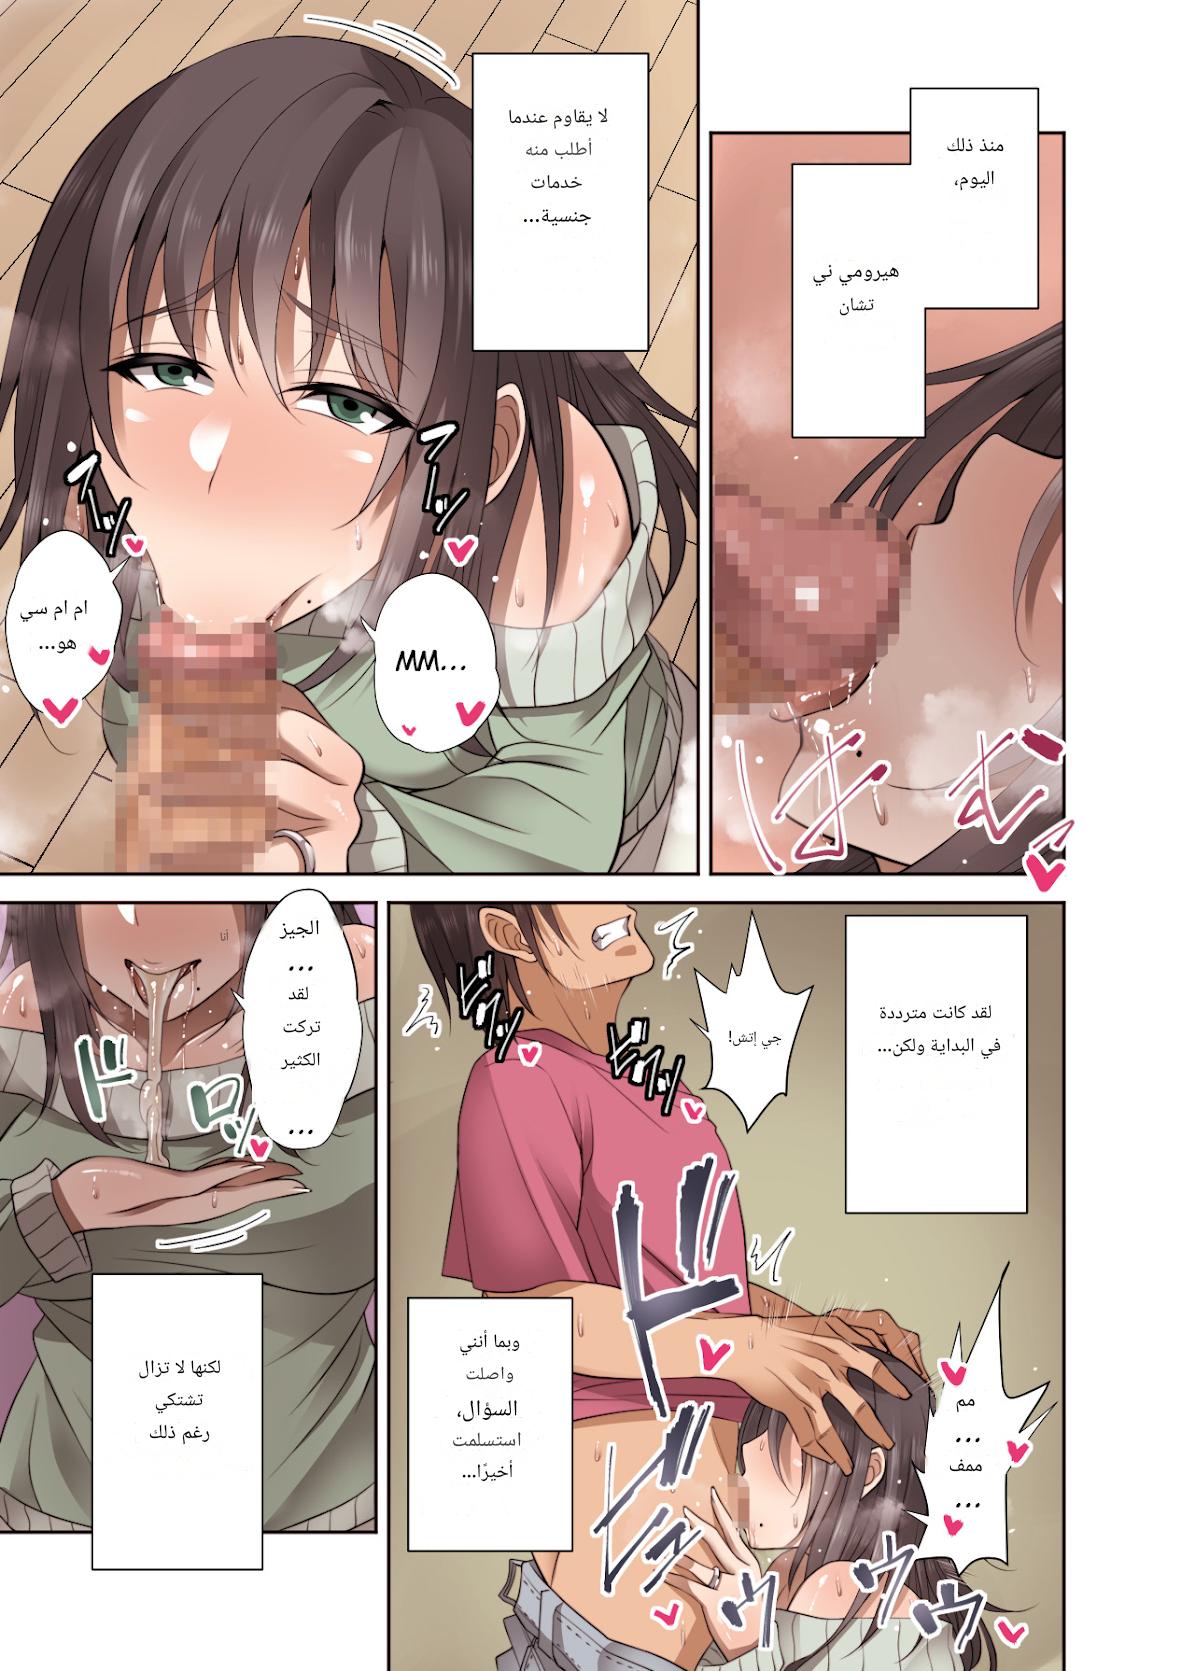 منذ ذلك
اليوم،
هيرومي ني
تشان
لا يقاوم عندما
أطلب منه
خدمات
جنسية...
MM...
ام ام سي
هو...
لقد كانت مترددة
في البداية ولكن...
جي إتش!
مم
...
ممف
...
وبما أنني
واصلت
السؤال،
استسلمت
أخيرًا...
الجيز
...
لقد
تركت
الكثير
...
أنا
لكنها لا تزال
تشتكي
رغم ذلك